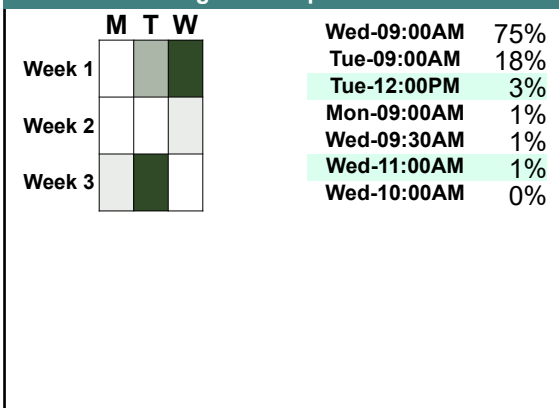 M T W
Week 1
Week 2
Week 3
Wed-09:00AM 75%
Tue-09:00AM 18%
Tue-12:00PM 3%
Mon-09:00AM 1%
Wed-09:30AM 1%
Wed-11:00AM 1%
Wed-10:00AM 0%